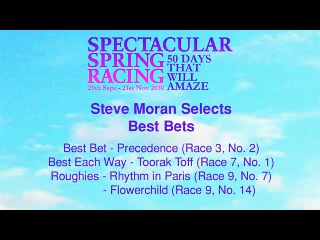 SPECTACULAR
SPRING
RACING
50 DAYS
THAT
WILL
AMAZE
25th Sept - 21st Nov 2010
Steve Moran Selects
Best Bets
Best Bet - Precedence (Race 3, No. 2)
Best Each Way - Toorak Toff (Race 7, No. 1)
Roughies - Rhythm in Paris (Race 9, No. 7)
- Flowerchild (Race 9, No. 14)